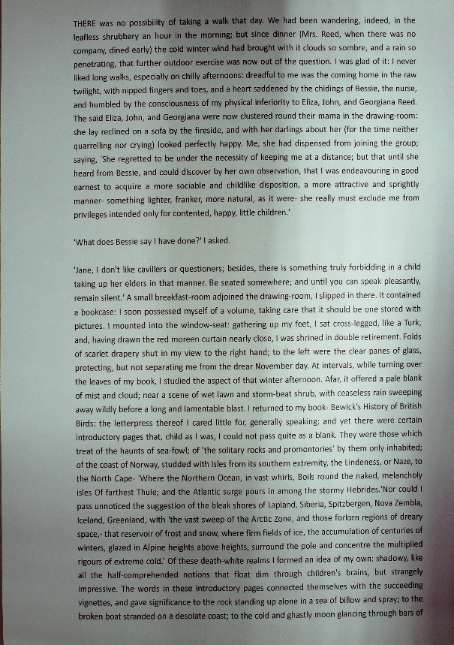 THERE was no possibility of taking a walk that day. We had been wandering, indeed, in the
leafless shrubbery an hour in the morning; but since dinner (Mrs. Reed, when there was no
company, dined early) the cold winter wind had brought with it clouds so sombre, and a rain so
penetrating, that further outdoor exercise was now out of the question. I was glad of it: I never
liked long walks, especially on chilly afternoons: dreadful to me was the coming home in the raw
twilight, with nipped fingers and toes, and a heart saddened by the chidings of Bessie, the nurse,
and humbled by the consciousness of my physical inferiority to Eliza, John, and Georgiana Reed.
The said Eliza, John, and Georgiana were now clustered round their mama in the drawing-room:
she lay reclined on a sofa by the fireside, and with her darlings about her (for the time neither
quarrelling nor crying) looked perfectly happy. Me, she had dispensed from joining the group;
saying, 'She regretted to be under the necessity of keeping me at a distance; but that until she
heard from Bessie, and could discover by her own observation, that I was endeavouring in good
earnest to acquire a more sociable and childlike disposition, a more attractive and sprightly
manner- something lighter, franker, more natural, as it were- she really must exclude me from
privileges intended only for contented, happy, little children.'
'What does Bessie say I have done?' I asked.
'Jane, I don't like cavillers or questioners; besides, there is something truly forbidding in a child
taking up her elders in that manner. Be seated somewhere; and until you can speak pleasantly,
remain silent.' A small breakfast-room adjoined the drawing-room, I slipped in there. It contained
a bookcase: I soon possessed myself of a volume, taking care that it should be one stored with
pictures. I mounted into the window-seat: gathering up my feet, I sat cross-legged, like a Turk;
and, having drawn the red moreen curtain nearly close, I was shrined in double retirement. Folds
of scarlet drapery shut in my view to the right hand; to the left were the clear panes of glass,
protecting, but not separating me from the drear November day. At intervals, while turning over
the leaves of my book, I studied the aspect of that winter afternoon. Afar, it offered a pale blank
of mist and cloud; near a scene of wet lawn and storm-beat shrub, with ceaseless rain sweeping
away wildly before a long and lamentable blast. I returned to my book- Bewick's History of British
Birds: the letterpress thereof I cared little for, generally speaking; and yet there were certain
introductory pages that, child as I was, I could not pass quite as a blank. They were those which
treat of the haunts of sea-fowl; of 'the solitary rocks and promontories' by them only inhabited;
of the coast of Norway, studded with isles from its southern extremity, the Lindeness, or Naze, to
the North Cape- 'Where the Northern Ocean, in vast whirls, Boils round the naked, melancholy
isles Of farthest Thule; and the Atlantic surge pours in among the stormy Hebrides.'Nor could I
pass unnoticed the suggestion of the bleak shores of Lapland, Siberia, Spitzbergen, Nova Zembla,
Iceland, Greenland, with 'the vast sweep of the Arctic Zone, and those forlorn regions of dreary
space,- that reservoir of frost and snow, where firm fields of ice, the accumulation of centuries of
winters, glazed in Alpine heights above heights, surround the pole and concentre the multiplied
rigours of extreme cold.' Of these death-white realms I formed an idea of my own: shadowy, like
all the half-comprehended notions that float dim through children's brains, but strangely
impressive. The words in these introductory pages connected themselves with the succeeding
vignettes, and gave significance to the rock standing up alone in a sea of billow and spray; to the
broken boat stranded on a desolate coast; to the cold and ghastly moon glancing through bars of